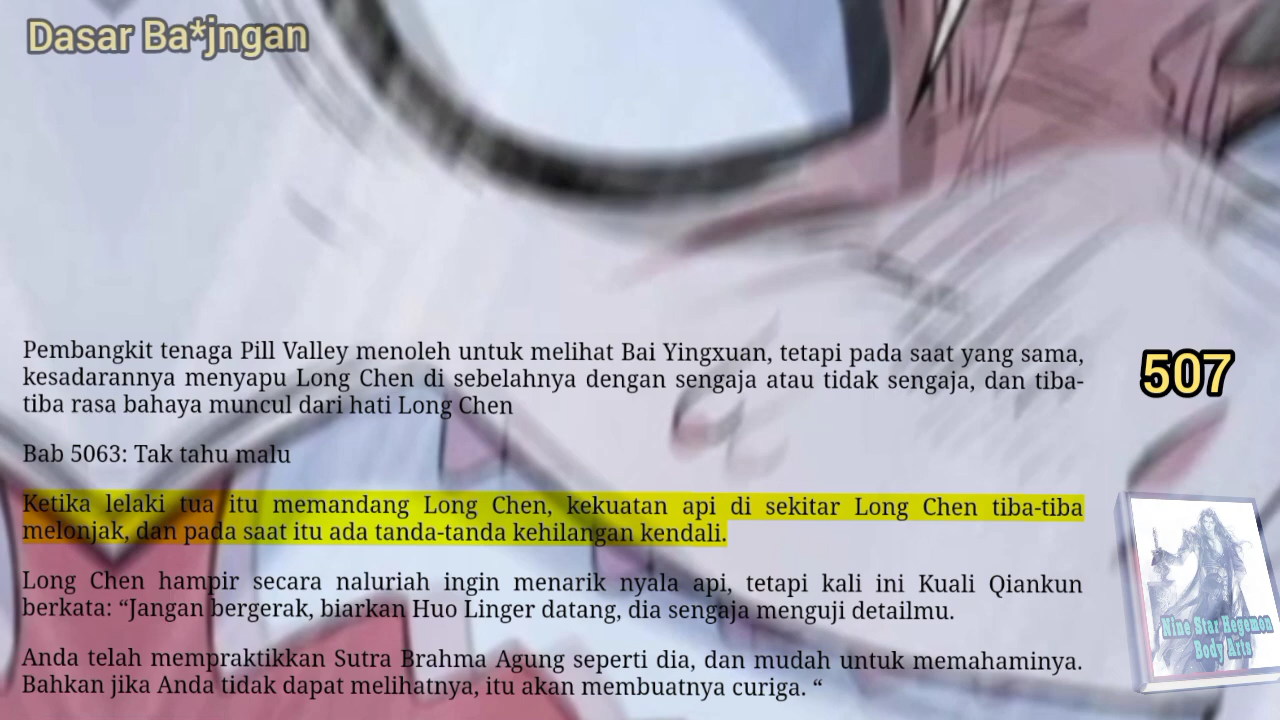 Dasar Ba*jngan
Pembangkit tenaga Pill Valley menoleh untuk melihat Bai Yingxuan, tetapi pada saat yang sama,
kesadarannya menyapu Long Chen di sebelahnya dengan sengaja atau tidak sengaja, dan tiba-
tiba rasa bahaya muncul dari hati Long Chen
507
Bab 5063: Tak tahu malu
Ketika lelaki tua itu memandang Long Chen, kekuatan api di sekitar Long Chen tiba-tiba
melonjak, dan pada saat itu ada tanda-tanda kehilangan kendali.
Long Chen hampir secara naluriah ingin menarik nyala api, tetapi kali ini Kuali Qiankun
berkata: “Jangan bergerak, biarkan Huo Linger datang, dia sengaja menguji detailmu.
Anda telah mempraktikkan Sutra Brahma Agung seperti dia, dan mudah untuk memahaminya.
Bahkan jika Anda tidak dapat melihatnya, itu akan membuatnya curiga. “
Nine Star Hegemon
Body Arts